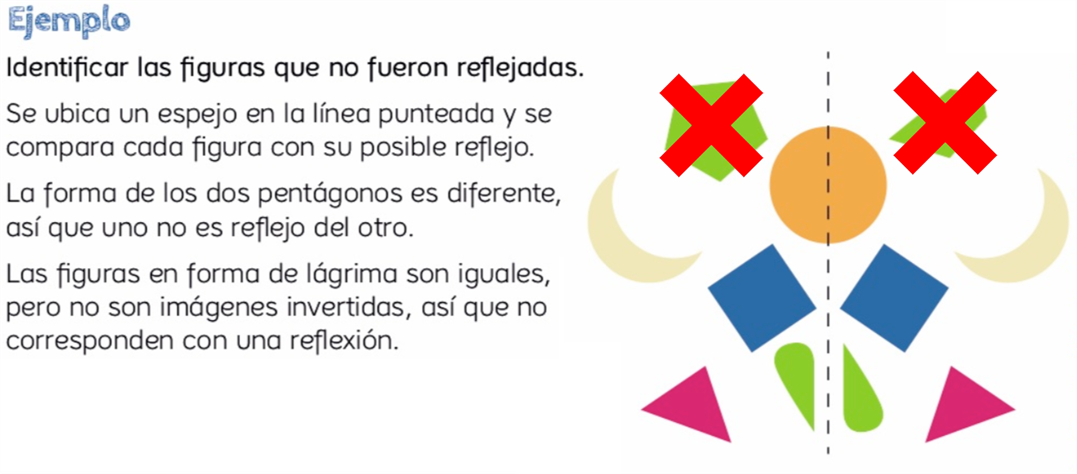 Ejemplo
Identificar las figuras que no fueron reflejadas.
Se ubica un espejo en la línea punteada y se
compara cada figura con su posible reflejo.
La forma de los dos pentágonos es diferente,
así que uno no es reflejo del otro.
Las figuras en forma de lágrima son iguales,
pero no son imágenes invertidas, así que no
corresponden con una reflexión.